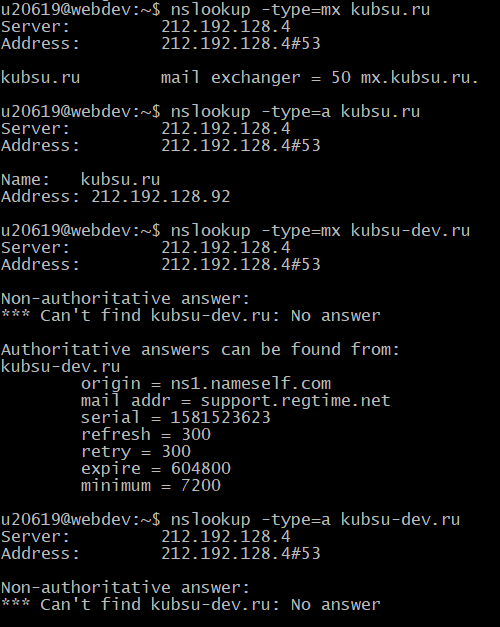 u20619@webdev:~$ nslookup -type=mx kubsu.ru
Server: 212.192.128.4
Address: 212.192.128.4#53
kubsu.ru mail exchanger = 50 mx.kubsu.ru.
u20619@webdev:~$ nslookup -type=a kubsu.ru
Server: 212.192.128.4
Address: 212.192.128.4#53
Name: kubsu.ru
Address: 212.192.128.92
u20619@webdev:~$ nslookup -type=mx kubsu-dev.ru
Server: 212.192.128.4
Address: 212.192.128.4#53
Non-authoritative answer:
*** Can't find kubsu-dev.ru: No answer
Authoritative answers can be found from:
kubsu-dev.ru
origin = ns1.nameself.com
mail addr = support.regtime.net
serial = 1581523623
refresh = 300
retry = 300
expire = 604800
minimum = 7200
u20619@webdev:~$ nslookup -type=a kubsu-dev.ru
Server: 212.192.128.4
Address: 212.192.128.4#53
Non-authoritative answer:
*** Can't find kubsu-dev.ru: No answer